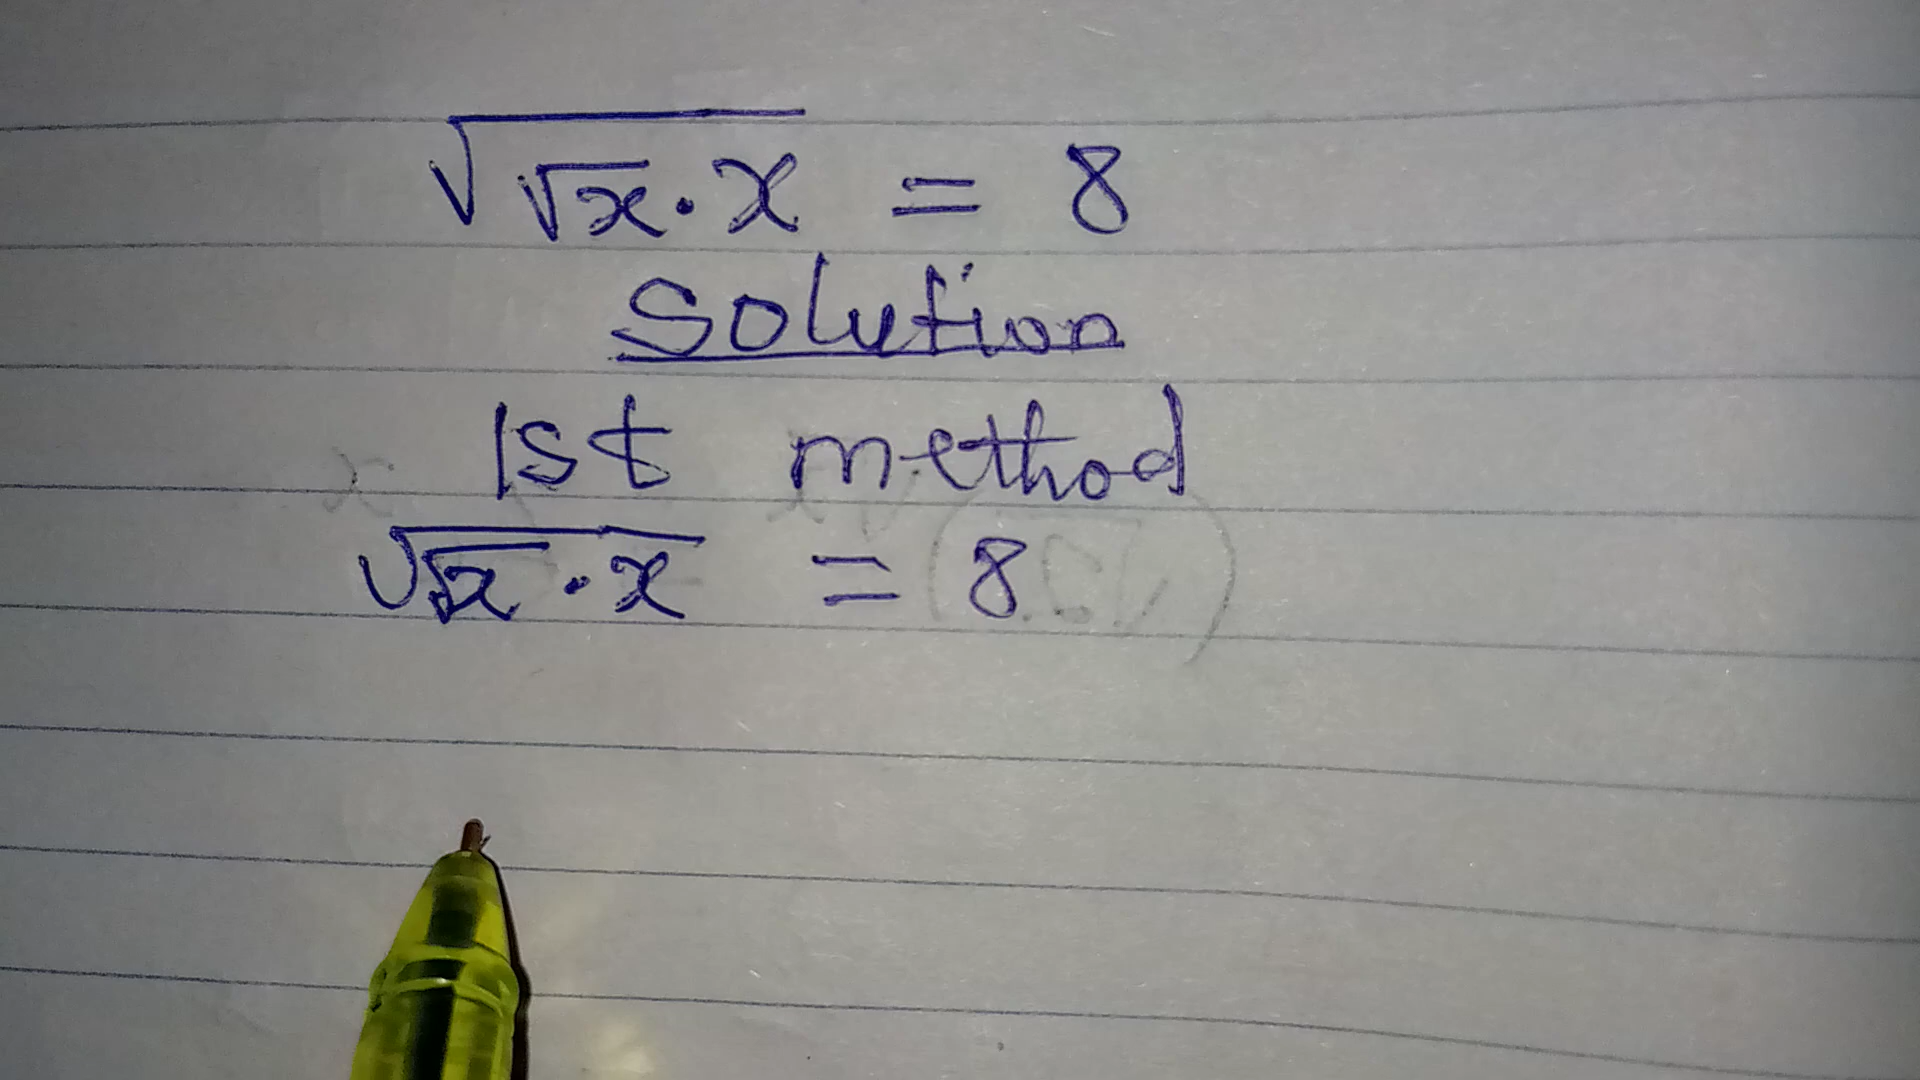 √(√x · x) = 8
Solution
1st method
√(√x · x) = 8